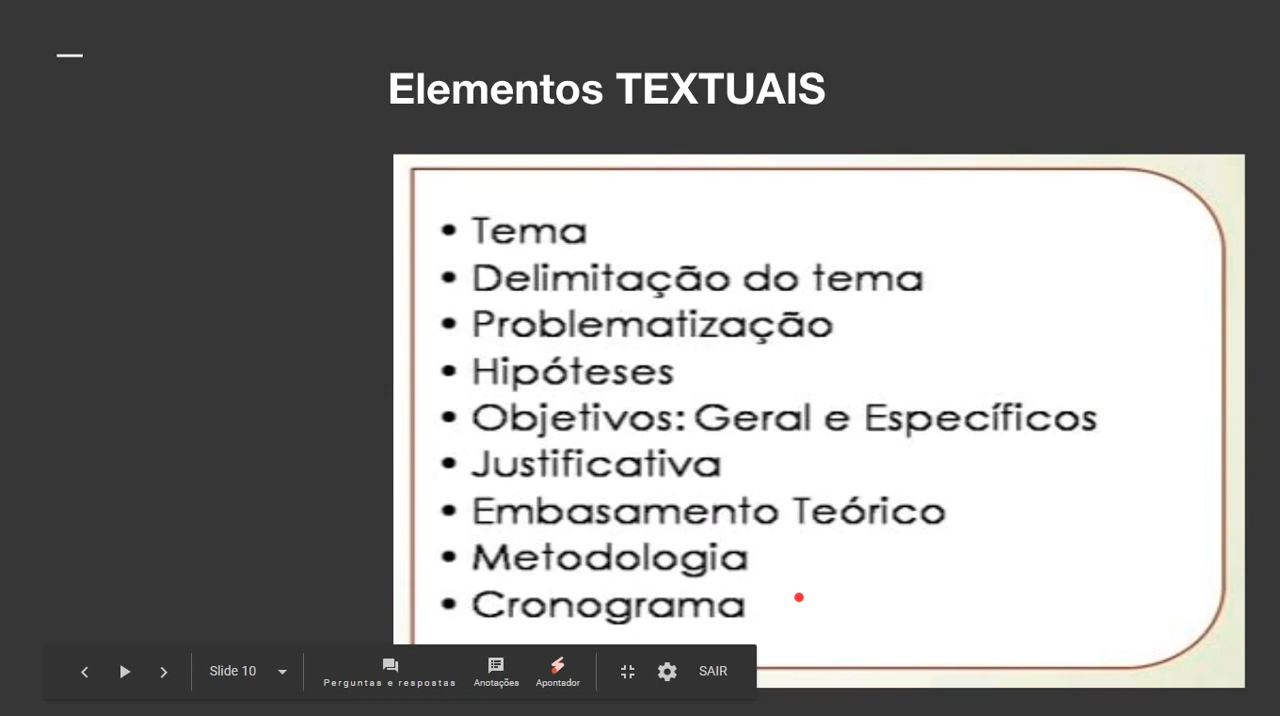 Elementos TEXTUAIS
• Tema
• Delimitação do tema
• Problematização
• Hipóteses
• Objetivos: Geral e Específicos
• Justificativa
• Embasamento Teórico
• Metodologia
• Cronograma
Slide 10
Perguntas e respostas
Anotações
Apontador
SAIR